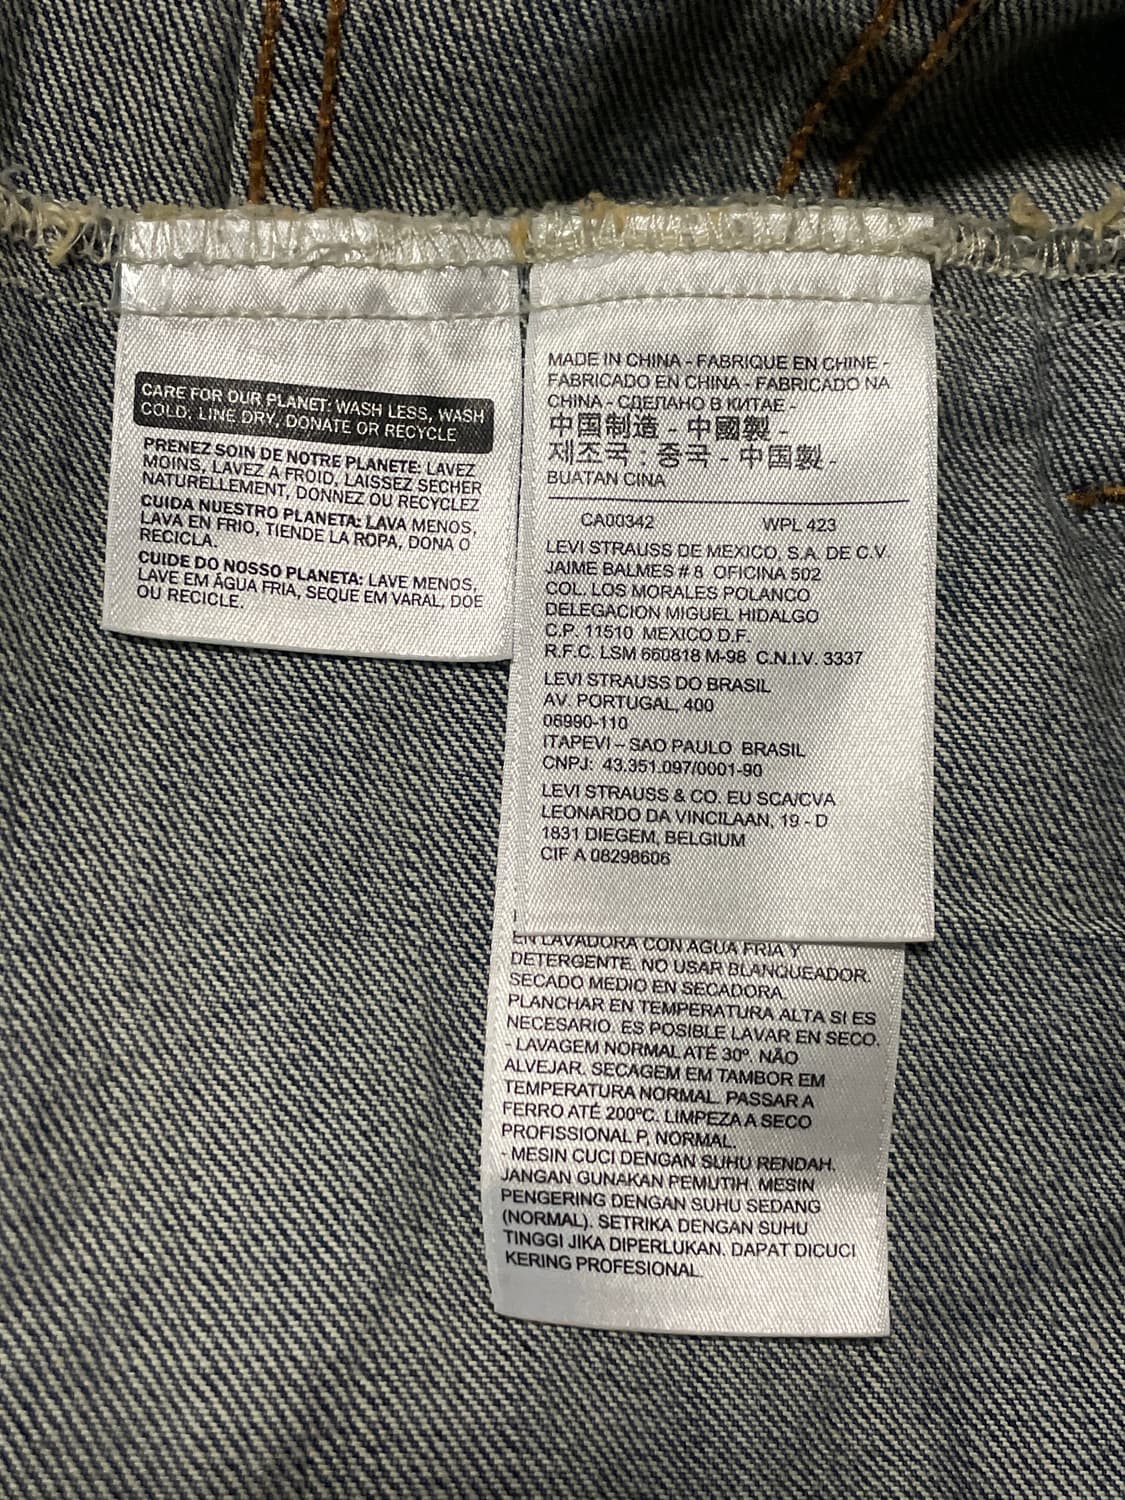 CARE FOR OUR PLANET: WASH LESS, WASH
COLD, LINE DRY, DONATE OR RECYCLE
PRENEZ SOIN DE NOTRE PLANETE: LAVEZ
MOINS, LAVEZ A FROID, LAISSEZ SECHER
NATURELLEMENT, DONNEZ OU RECYCLEZ
CUIDA NUESTRO PLANETA: LAVA MENOS,
LAVA EN FRIO, TIENDE LA ROPA, DONA O
RECICLA.
CUIDE DO NOSSO PLANETA: LAVE MENOS,
LAVE EM ÁGUA FRIA, SEQUE EM VARAL, DOE
OU RECICLE.
MADE IN CHINA - FABRIQUE EN CHINE -
FABRICADO EN CHINA - FABRICADO NA
CHINA - СДЕЛАНО В КИТАЕ -
中国制造 - 中國製 -
제조국 : 중국 - 中国製 -
BUATAN CINA
CA00342 WPL 423
LEVI STRAUSS DE MEXICO, S.A. DE C.V.
JAIME BALMES # 8 OFICINA 502
COL. LOS MORALES POLANCO
DELEGACION MIGUEL HIDALGO
C.P. 11510 MEXICO D.F.
R.F.C. LSM 660818 M-98 C.N.I.V. 3337
LEVI STRAUSS DO BRASIL
AV. PORTUGAL, 400
06990-110
ITAPEVI – SAO PAULO BRASIL
CNPJ: 43.351.097/0001-90
LEVI STRAUSS & CO. EU SCA/CVA
LEONARDO DA VINCILAAN, 19 - D
1831 DIEGEM, BELGIUM
CIF A 08298606
EN LAVADORA CON AGUA FRIA Y
DETERGENTE. NO USAR BLANQUEADOR.
SECADO MEDIO EN SECADORA.
PLANCHAR EN TEMPERATURA ALTA SI ES
NECESARIO. ES POSIBLE LAVAR EN SECO.
- LAVAGEM NORMAL ATÉ 30º. NÃO
ALVEJAR. SECAGEM EM TAMBOR EM
TEMPERATURA NORMAL. PASSAR A
FERRO ATÉ 200ºC. LIMPEZA A SECO
PROFISSIONAL P, NORMAL.
- MESIN CUCI DENGAN SUHU RENDAH.
JANGAN GUNAKAN PEMUTIH. MESIN
PENGERING DENGAN SUHU SEDANG
(NORMAL). SETRIKA DENGAN SUHU
TINGGI JIKA DIPERLUKAN. DAPAT DICUCI
KERING PROFESIONAL.